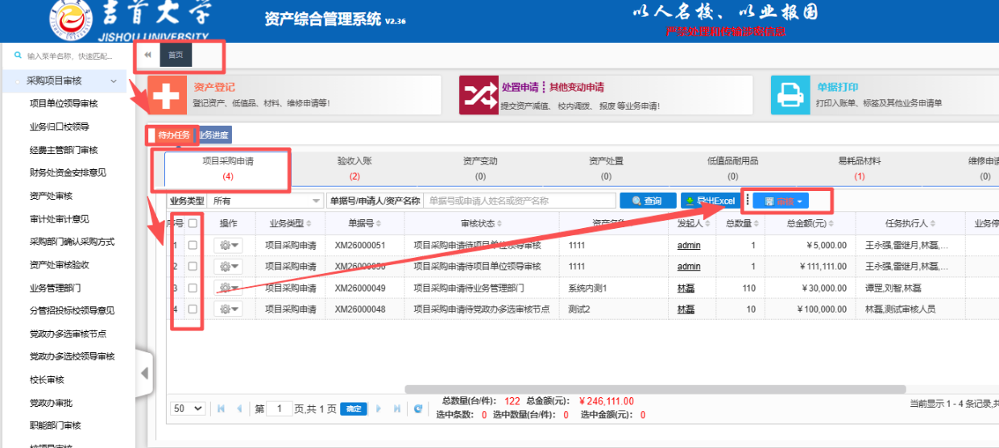 吉首大学
JISHOU UNIVERSITY
资产综合管理系统 V2.36
以人名校、以业报国
严禁处理和传输涉密信息
输入菜单名称，快速匹配...
首页
采购项目审核
项目单位领导审核
业务归口校领导
经费主管部门审核
财务处资金安排意见
资产处审核
审计处审计意见
采购部门确认采购方式
资产处审核验收
业务管理部门
分管招投标校领导意见
党政办多选审核节点
党政办多选校领导审核
校长审核
党政办审批
职能部门审核
校领导审核
资产登记
登记资产、低值品、材料、维修申请等!
处置申请┊其他变动申请
提交资产减值、校内调拨、报废 等业务申请!
单据打印
打印入账单、标签及其他业务申请单
待办任务 业务进度
项目采购申请 验收入账 资产变动 资产处置 低值品耐用品 易耗品材料 维修申请
(4) (2) (0) (0) (0) (1) (0)
业务类型 所有 单据号/申请人/资产名称 单据号或申请人姓名或资产名称 查询 导出Excel 审核
序号 操作 业务类型 单据号 审核状态 资产名称 发起人 总数量 总金额(元) 任务执行人 业务停
1 项目采购申请 XM26000051 项目采购申请待项目单位领导审核 1111 admin 1 ￥5,000.00 王永强,雷继月,林磊,...
2 项目采购申请 XM26000050 项目采购申请待项目单位领导审核 1111 admin 1 ￥111,111.00 王永强,雷继月,林磊,...
3 项目采购申请 XM26000049 项目采购申请待业务管理部门 系统内测1 林磊 110 ￥30,000.00 谭罡,刘智,林磊
4 项目采购申请 XM26000048 项目采购申请待党政办多选审核节点 测试2 林磊 10 ￥100,000.00 林磊,测试审核人员
50 第 1 页,共 1 页 确定
总数量(台/件): 122 总金额(元): ￥246,111.00
选中条数: 0 选中数量(台/件): 0 选中金额(元): 0
当前显示 1 - 4 条记录,共